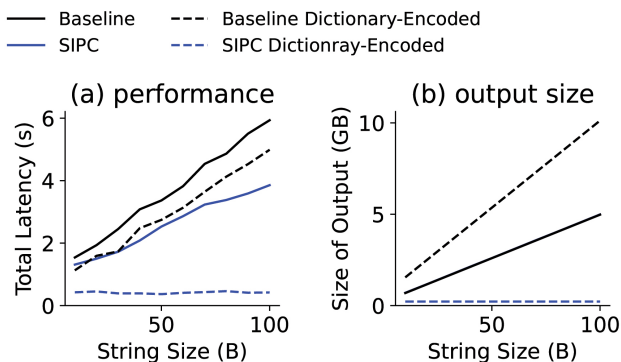 Baseline
Baseline Dictionary-Encoded
SIPC
SIPC Dictionray-Encoded
(a) performance
(b) output size
Total Latency (s)
6
4
2
0
50
100
String Size (B)
Size of Output (GB)
10
5
0
50
100
String Size (B)